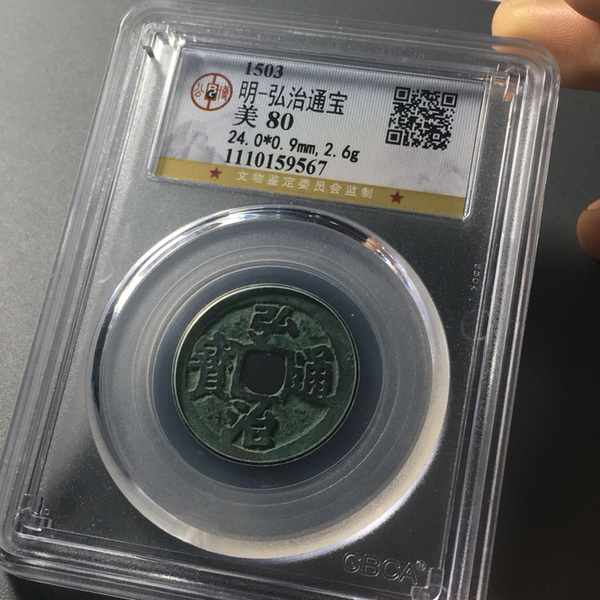 1503
明-弘治通宝
美 80
24.0*0.9mm, 2.6g
1110159567
★ 文物鉴定委员会监制 ★
弘
寶 通
治
GBCA®